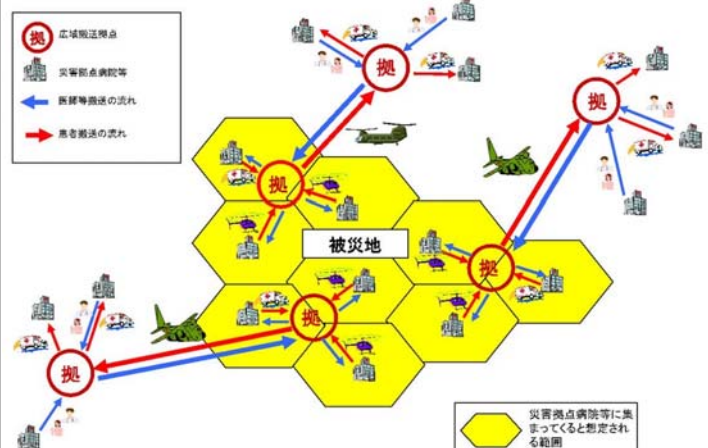 拠
広域搬送拠点
災害拠点病院等
医師等搬送の流れ
患者搬送の流れ
拠
拠
拠
被災地
拠
拠
拠
災害拠点病院等に集
まってくると想定され
る範囲